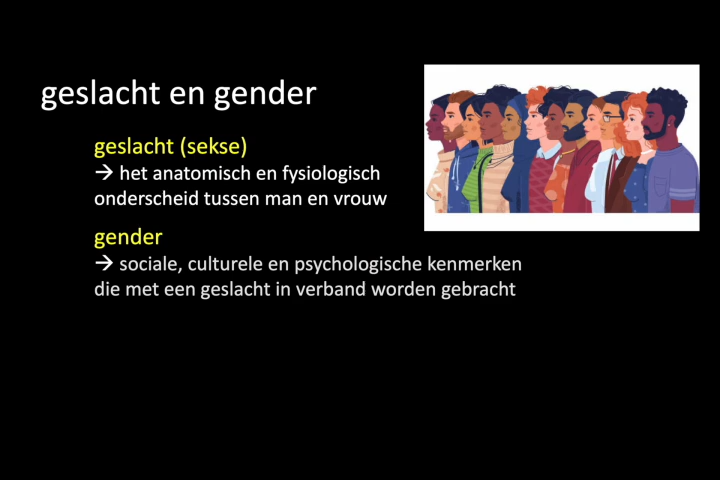 geslacht en gender
geslacht (sekse)
→ het anatomisch en fysiologisch
onderscheid tussen man en vrouw
gender
→ sociale, culturele en psychologische kenmerken
die met een geslacht in verband worden gebracht